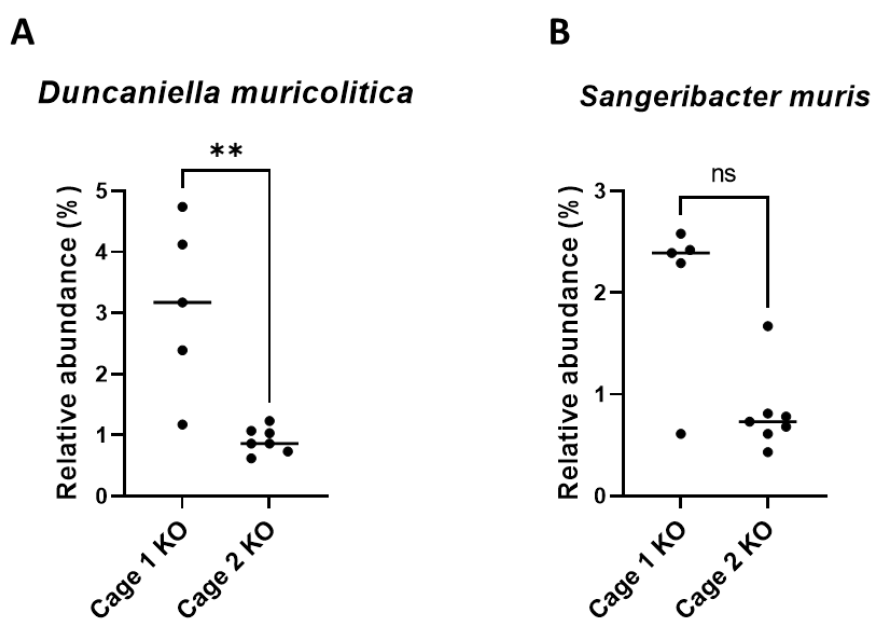 A
Duncaniella muricolitica
**
Relative abundance (%)
5
4
3
2
1
0
Cage 1 KO
Cage 2 KO
B
Sangeribacter muris
ns
Relative abundance (%)
3
2
1
0
Cage 1 KO
Cage 2 KO